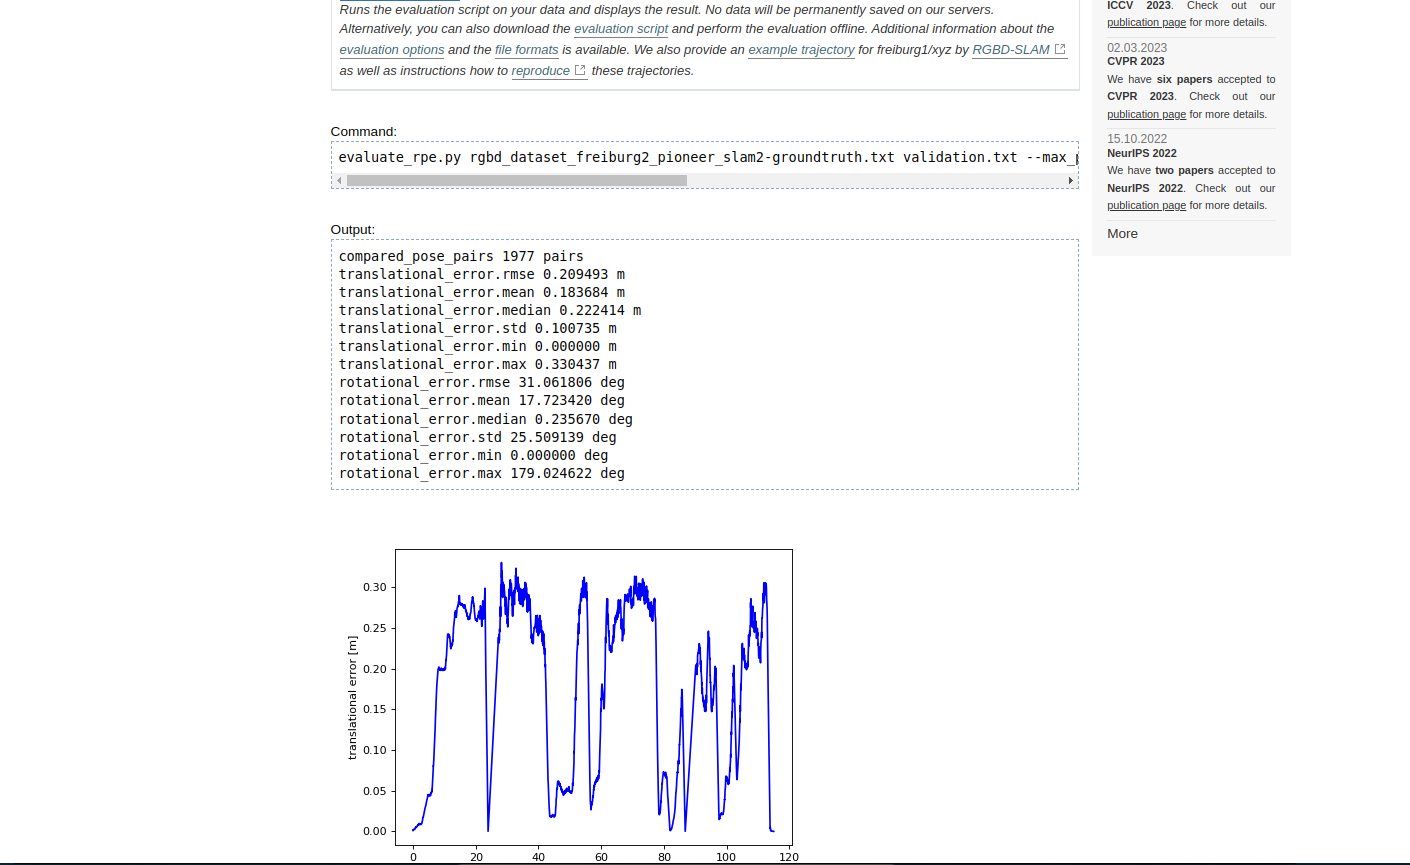 Runs the evaluation script on your data and displays the result. No data will be permanently saved on our servers.
Alternatively, you can also download the evaluation script and perform the evaluation offline. Additional information about the
evaluation options and the file formats is available. We also provide an example trajectory for freiburg1/xyz by RGBD-SLAM
as well as instructions how to reproduce these trajectories.
Command:
evaluate_rpe.py rgbd_dataset_freiburg2_pioneer_slam2-groundtruth.txt validation.txt --max_p
Output:
compared_pose_pairs 1977 pairs
translational_error.rmse 0.209493 m
translational_error.mean 0.183684 m
translational_error.median 0.222414 m
translational_error.std 0.100735 m
translational_error.min 0.000000 m
translational_error.max 0.330437 m
rotational_error.rmse 31.061806 deg
rotational_error.mean 17.723420 deg
rotational_error.median 0.235670 deg
rotational_error.std 25.509139 deg
rotational_error.min 0.000000 deg
rotational_error.max 179.024622 deg
translational error [m]
0.30
0.25
0.20
0.15
0.10
0.05
0.00
0 20 40 60 80 100 120
ICCV 2023. Check out our
publication page for more details.
02.03.2023
CVPR 2023
We have six papers accepted to
CVPR 2023. Check out our
publication page for more details.
15.10.2022
NeurIPS 2022
We have two papers accepted to
NeurIPS 2022. Check out our
publication page for more details.
More